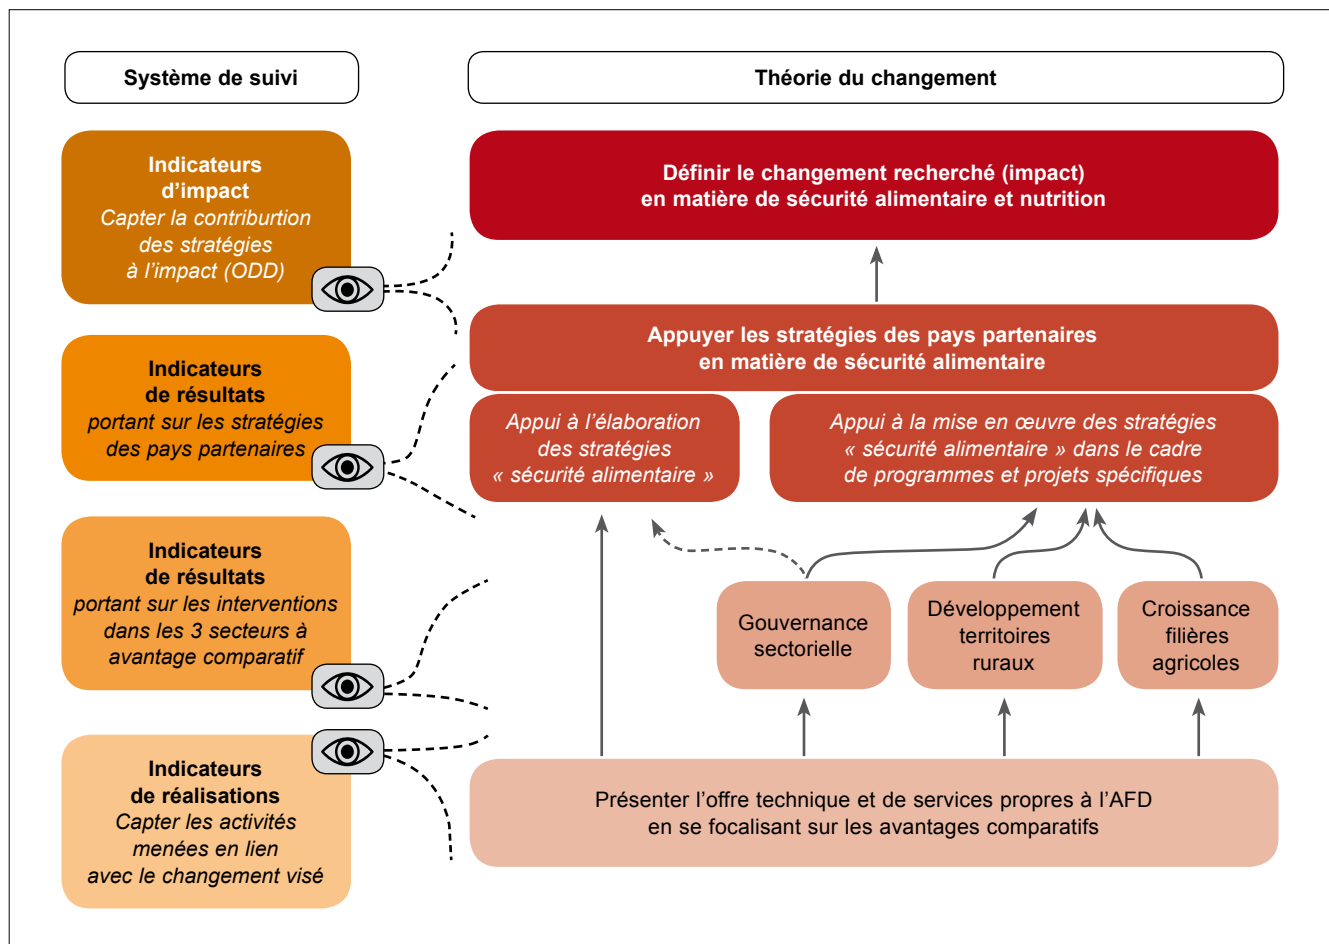 Système de suivi
Théorie du changement
Indicateurs
d’impact
Capter la contriburtion
des stratégies
à l’impact (ODD)
Définir le changement recherché (impact)
en matière de sécurité alimentaire et nutrition
Indicateurs
de résultats
portant sur les stratégies
des pays partenaires
Appuyer les stratégies des pays partenaires
en matière de sécurité alimentaire
Appui à l’élaboration
des stratégies
« sécurité alimentaire »
Appui à la mise en œuvre des stratégies
« sécurité alimentaire » dans le cadre
de programmes et projets spécifiques
Indicateurs
de résultats
portant sur les interventions
dans les 3 secteurs à
avantage comparatif
Gouvernance
sectorielle
Développement
territoires
ruraux
Croissance
filières
agricoles
Indicateurs
de réalisations
Capter les activités
menées en lien
avec le changement visé
Présenter l’offre technique et de services propres à l’AFD
en se focalisant sur les avantages comparatifs